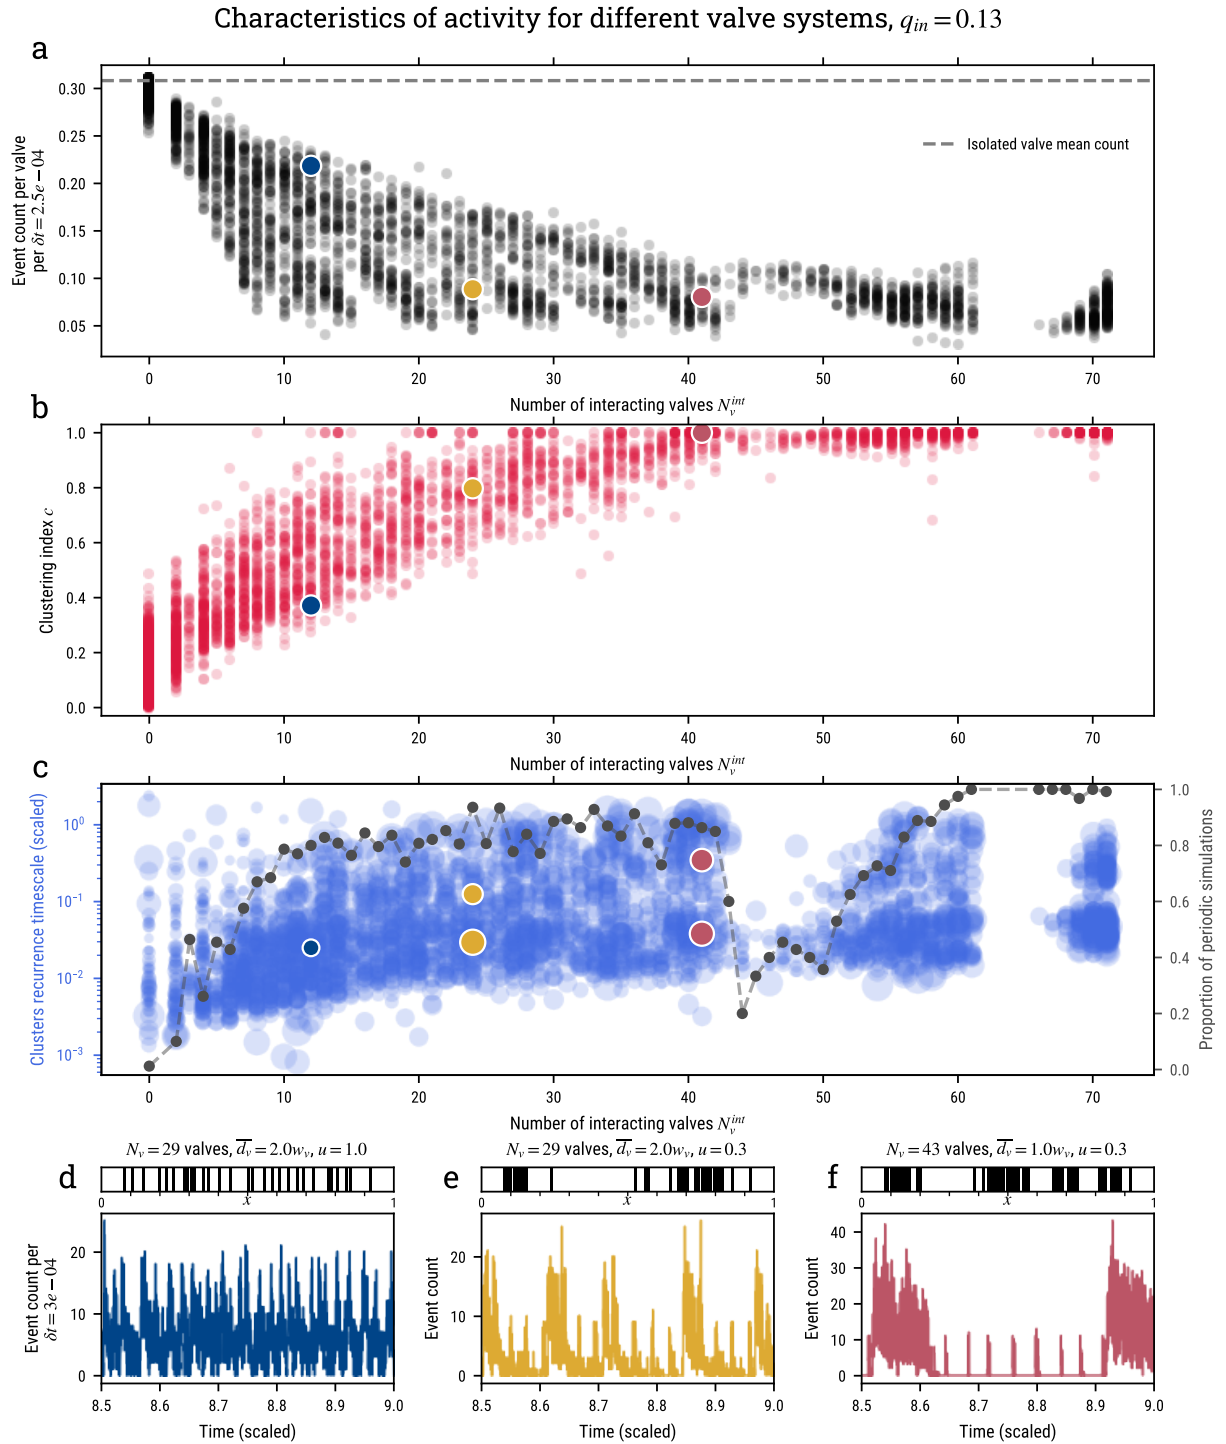 Characteristics of activity for different valve systems, q_in = 0.13
a
Event count per valve
per δt = 2.5e−04
0.30
0.25
0.20
0.15
0.10
0.05
Isolated valve mean count
0 10 20 30 40 50 60 70
Number of interacting valves N_v^int
b
Clustering index c
1.0
0.8
0.6
0.4
0.2
0.0
0 10 20 30 40 50 60 70
Number of interacting valves N_v^int
c
Clusters recurrence timescale (scaled)
10^0
10^−1
10^−2
10^−3
Proportion of periodic simulations
1.0
0.8
0.6
0.4
0.2
0.0
0 10 20 30 40 50 60 70
Number of interacting valves N_v^int
d
N_v = 29 valves, \overline{d_v} = 2.0w_v, u = 1.0
0 x 1
Event count per
δt = 3e−04
20
10
0
8.5 8.6 8.7 8.8 8.9 9.0
Time (scaled)
e
N_v = 29 valves, \overline{d_v} = 2.0w_v, u = 0.3
0 x 1
Event count
20
10
0
8.5 8.6 8.7 8.8 8.9 9.0
Time (scaled)
f
N_v = 43 valves, \overline{d_v} = 1.0w_v, u = 0.3
0 x 1
Event count
40
30
20
10
0
8.5 8.6 8.7 8.8 8.9 9.0
Time (scaled)